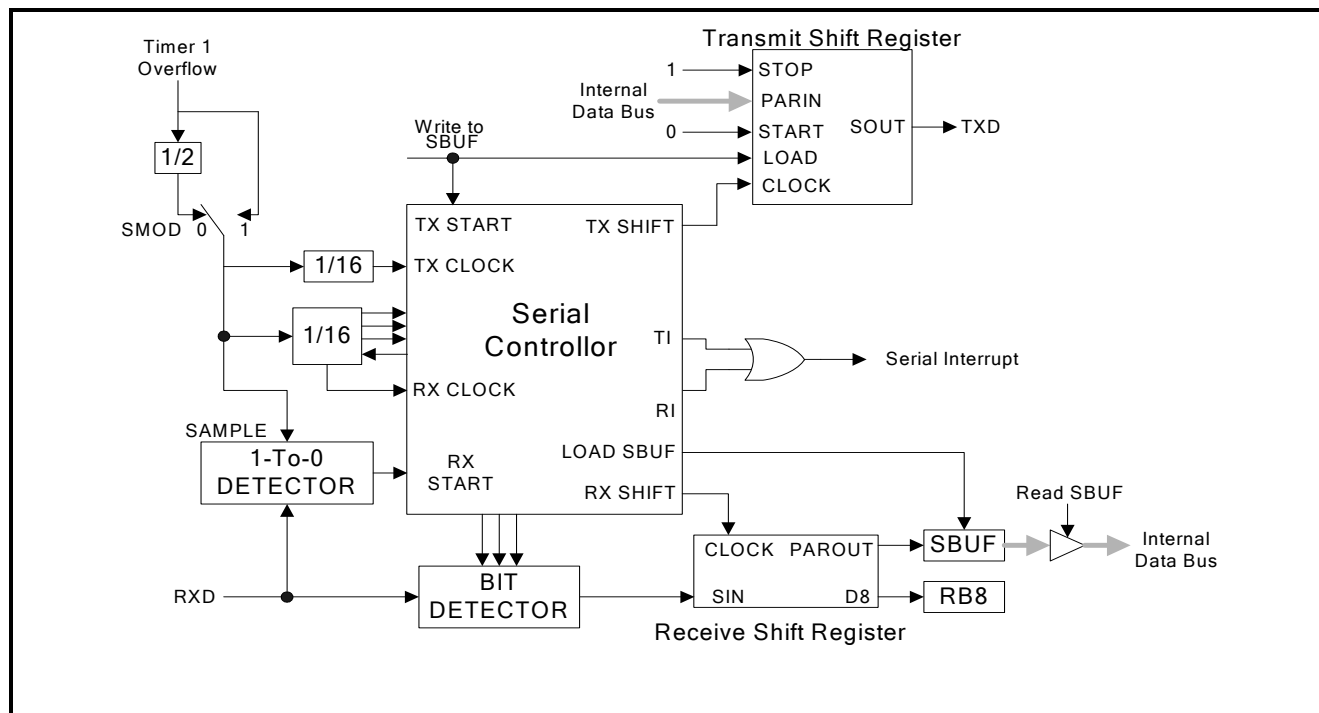 Timer 1
Overflow
1/2
SMOD 0 1
1/16
1/16
SAMPLE
1-To-0
DETECTOR
RXD
Write to
SBUF
TX START
TX SHIFT
TX CLOCK
Serial
Controllor
TI
RX CLOCK
RI
LOAD SBUF
RX
START
RX SHIFT
BIT
DETECTOR
Transmit Shift Register
1
STOP
Internal
Data Bus
PARIN
0
START
SOUT
TXD
LOAD
CLOCK
Serial Interrupt
CLOCK PAROUT
SIN D8
Receive Shift Register
SBUF
RB8
Read SBUF
Internal
Data Bus